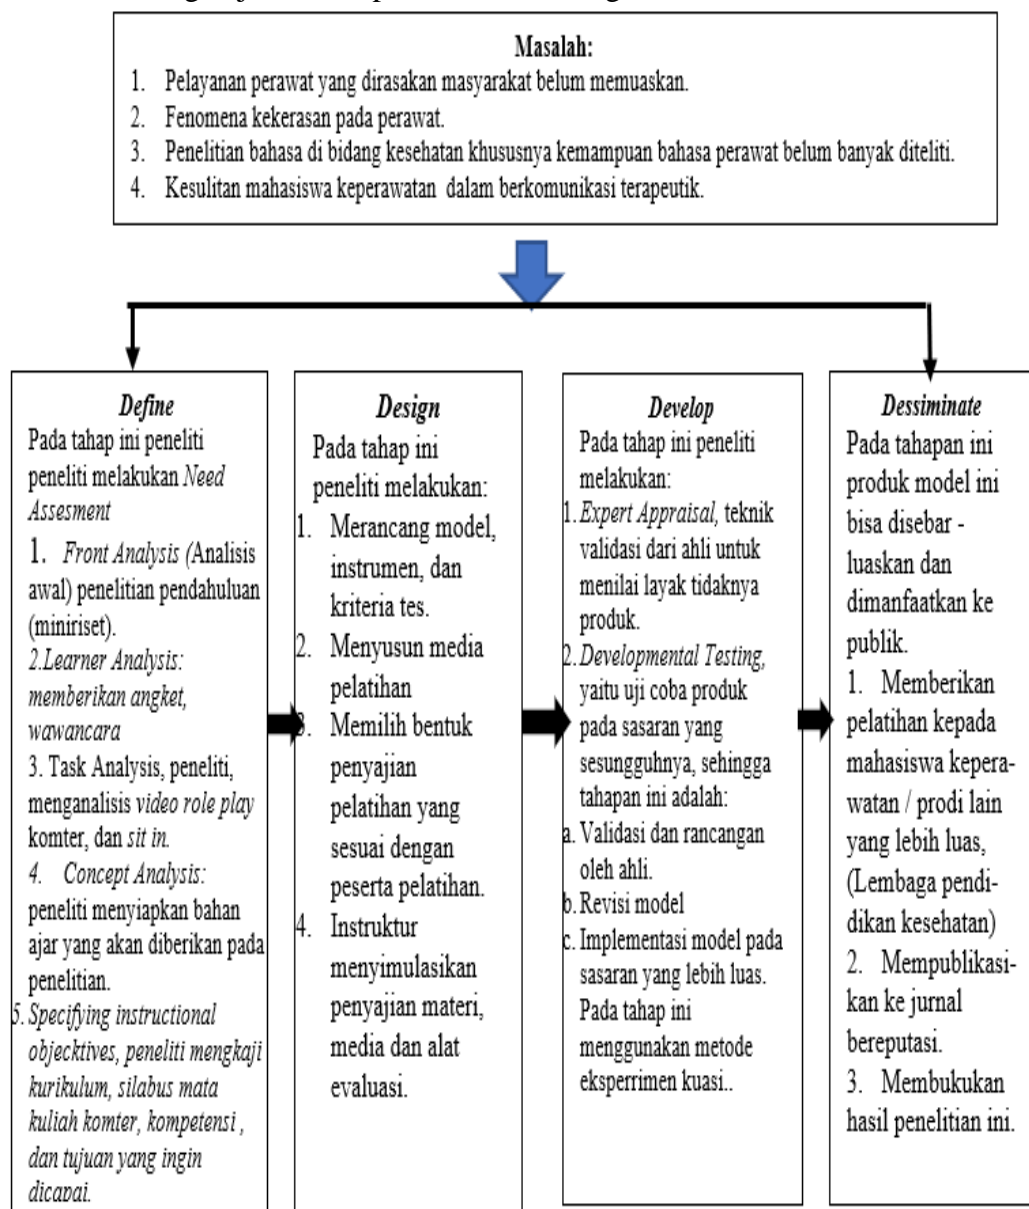 Masalah:
1. Pelayanan perawat yang dirasakan masyarakat belum memuaskan.
2. Fenomena kekerasan pada perawat.
3. Penelitian bahasa di bidang kesehatan khususnya kemampuan bahasa perawat belum banyak diteliti.
4. Kesulitan mahasiswa keperawatan dalam berkomunikasi terapeutik.
Define
Pada tahap ini peneliti
peneliti melakukan Need
Assesment
1. Front Analysis (Analisis
awal) penelitian pendahuluan
(miniriset).
2.Learner Analysis:
memberikan angket,
wawancara
3. Task Analysis, peneliti,
menganalisis video role play
komter, dan sit in.
4. Concept Analysis:
peneliti menyiapkan bahan
ajar yang akan diberikan pada
penelitian.
5. Specifying instructional
objecktives, peneliti mengkaji
kurikulum, silabus mata
kuliah komter, kompetensi ,
dan tujuan yang ingin
dicapai.
Design
Pada tahap ini
peneliti melakukan:
1. Merancang model,
instrumen, dan
kriteria tes.
2. Menyusun media
pelatihan
3. Memilih bentuk
penyajian
pelatihan yang
sesuai dengan
peserta pelatihan.
4. Instruktur
menyimulasikan
penyajian materi,
media dan alat
evaluasi.
Develop
Pada tahap ini peneliti
melakukan:
1. Expert Appraisal, teknik
validasi dari ahli untuk
menilai layak tidaknya
produk.
2. Developmental Testing,
yaitu uji coba produk
pada sasaran yang
sesungguhnya, sehingga
tahapan ini adalah:
a. Validasi dan rancangan
oleh ahli.
b. Revisi model
c. Implementasi model pada
sasaran yang lebih luas.
Pada tahap ini
menggunakan metode
eksperrimen kuasi..
Dessiminate
Pada tahapan ini
produk model ini
bisa disebar -
luaskan dan
dimanfaatkan ke
publik.
1. Memberikan
pelatihan kepada
mahasiswa kepera-
watan / prodi lain
yang lebih luas,
(Lembaga pendi-
dikan kesehatan)
2. Mempublikasi-
kan ke jurnal
bereputasi.
3. Membukukan
hasil penelitian ini.